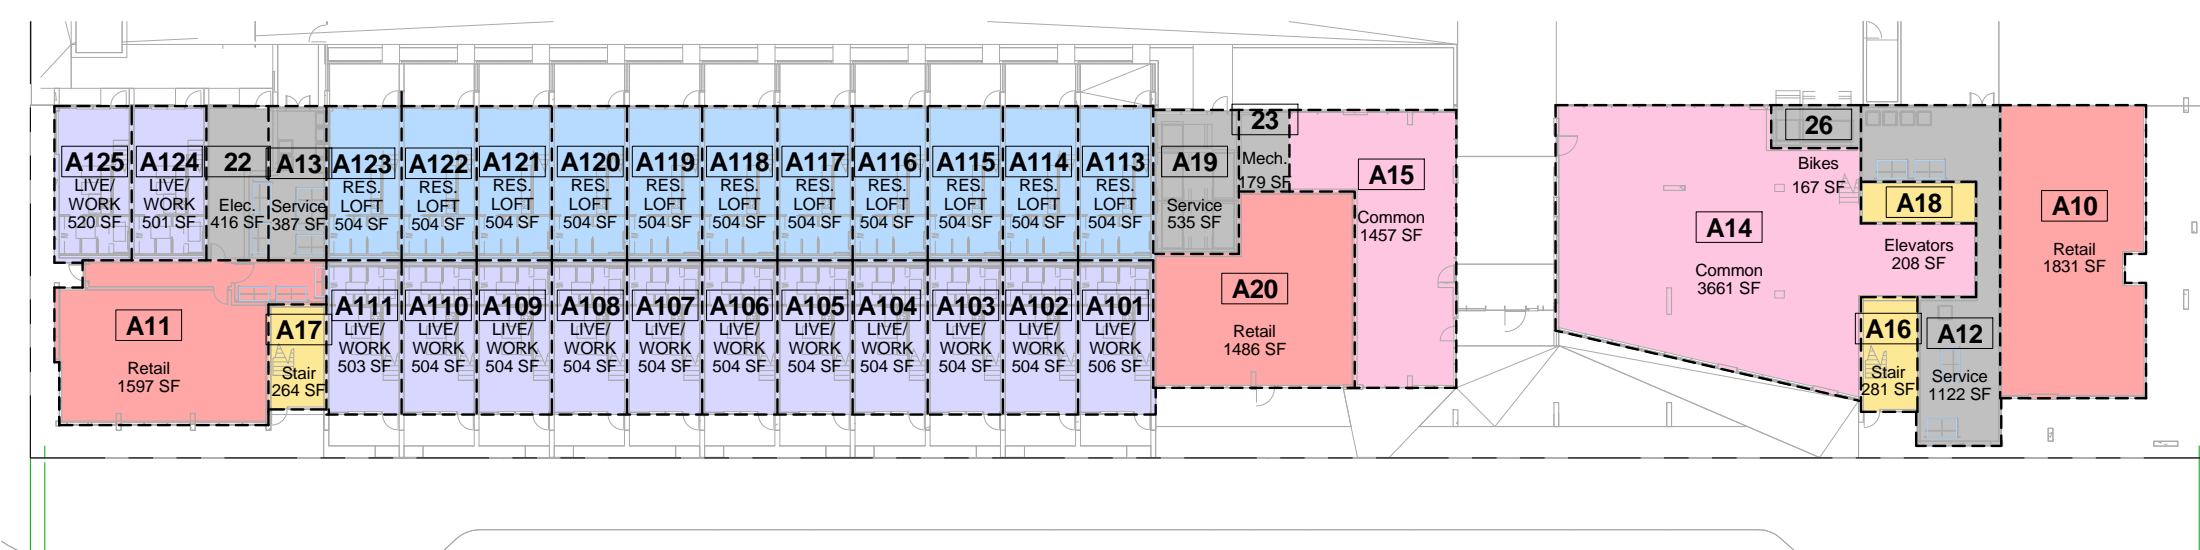 A125
LIVE/
WORK
520 SF
A124
LIVE/
WORK
501 SF
22
Elec.
416 SF
A13
Service
387 SF
A123
RES.
LOFT
504 SF
A122
RES.
LOFT
504 SF
A121
RES.
LOFT
504 SF
A120
RES.
LOFT
504 SF
A119
RES.
LOFT
504 SF
A118
RES.
LOFT
504 SF
A117
RES.
LOFT
504 SF
A116
RES.
LOFT
504 SF
A115
RES.
LOFT
504 SF
A114
RES.
LOFT
504 SF
A113
RES.
LOFT
504 SF
A19
Service
535 SF
23
Mech.
179 SF
A15
Common
1457 SF
A11
Retail
1597 SF
A17
Stair
264 SF
A111
LIVE/
WORK
503 SF
A110
LIVE/
WORK
504 SF
A109
LIVE/
WORK
504 SF
A108
LIVE/
WORK
504 SF
A107
LIVE/
WORK
504 SF
A106
LIVE/
WORK
504 SF
A105
LIVE/
WORK
504 SF
A104
LIVE/
WORK
504 SF
A103
LIVE/
WORK
504 SF
A102
LIVE/
WORK
504 SF
A101
LIVE/
WORK
506 SF
A20
Retail
1486 SF
A14
Common
3661 SF
26
Bikes
167 SF
A18
Elevators
208 SF
A16
Stair
281 SF
A12
Service
1122 SF
A10
Retail
1831 SF